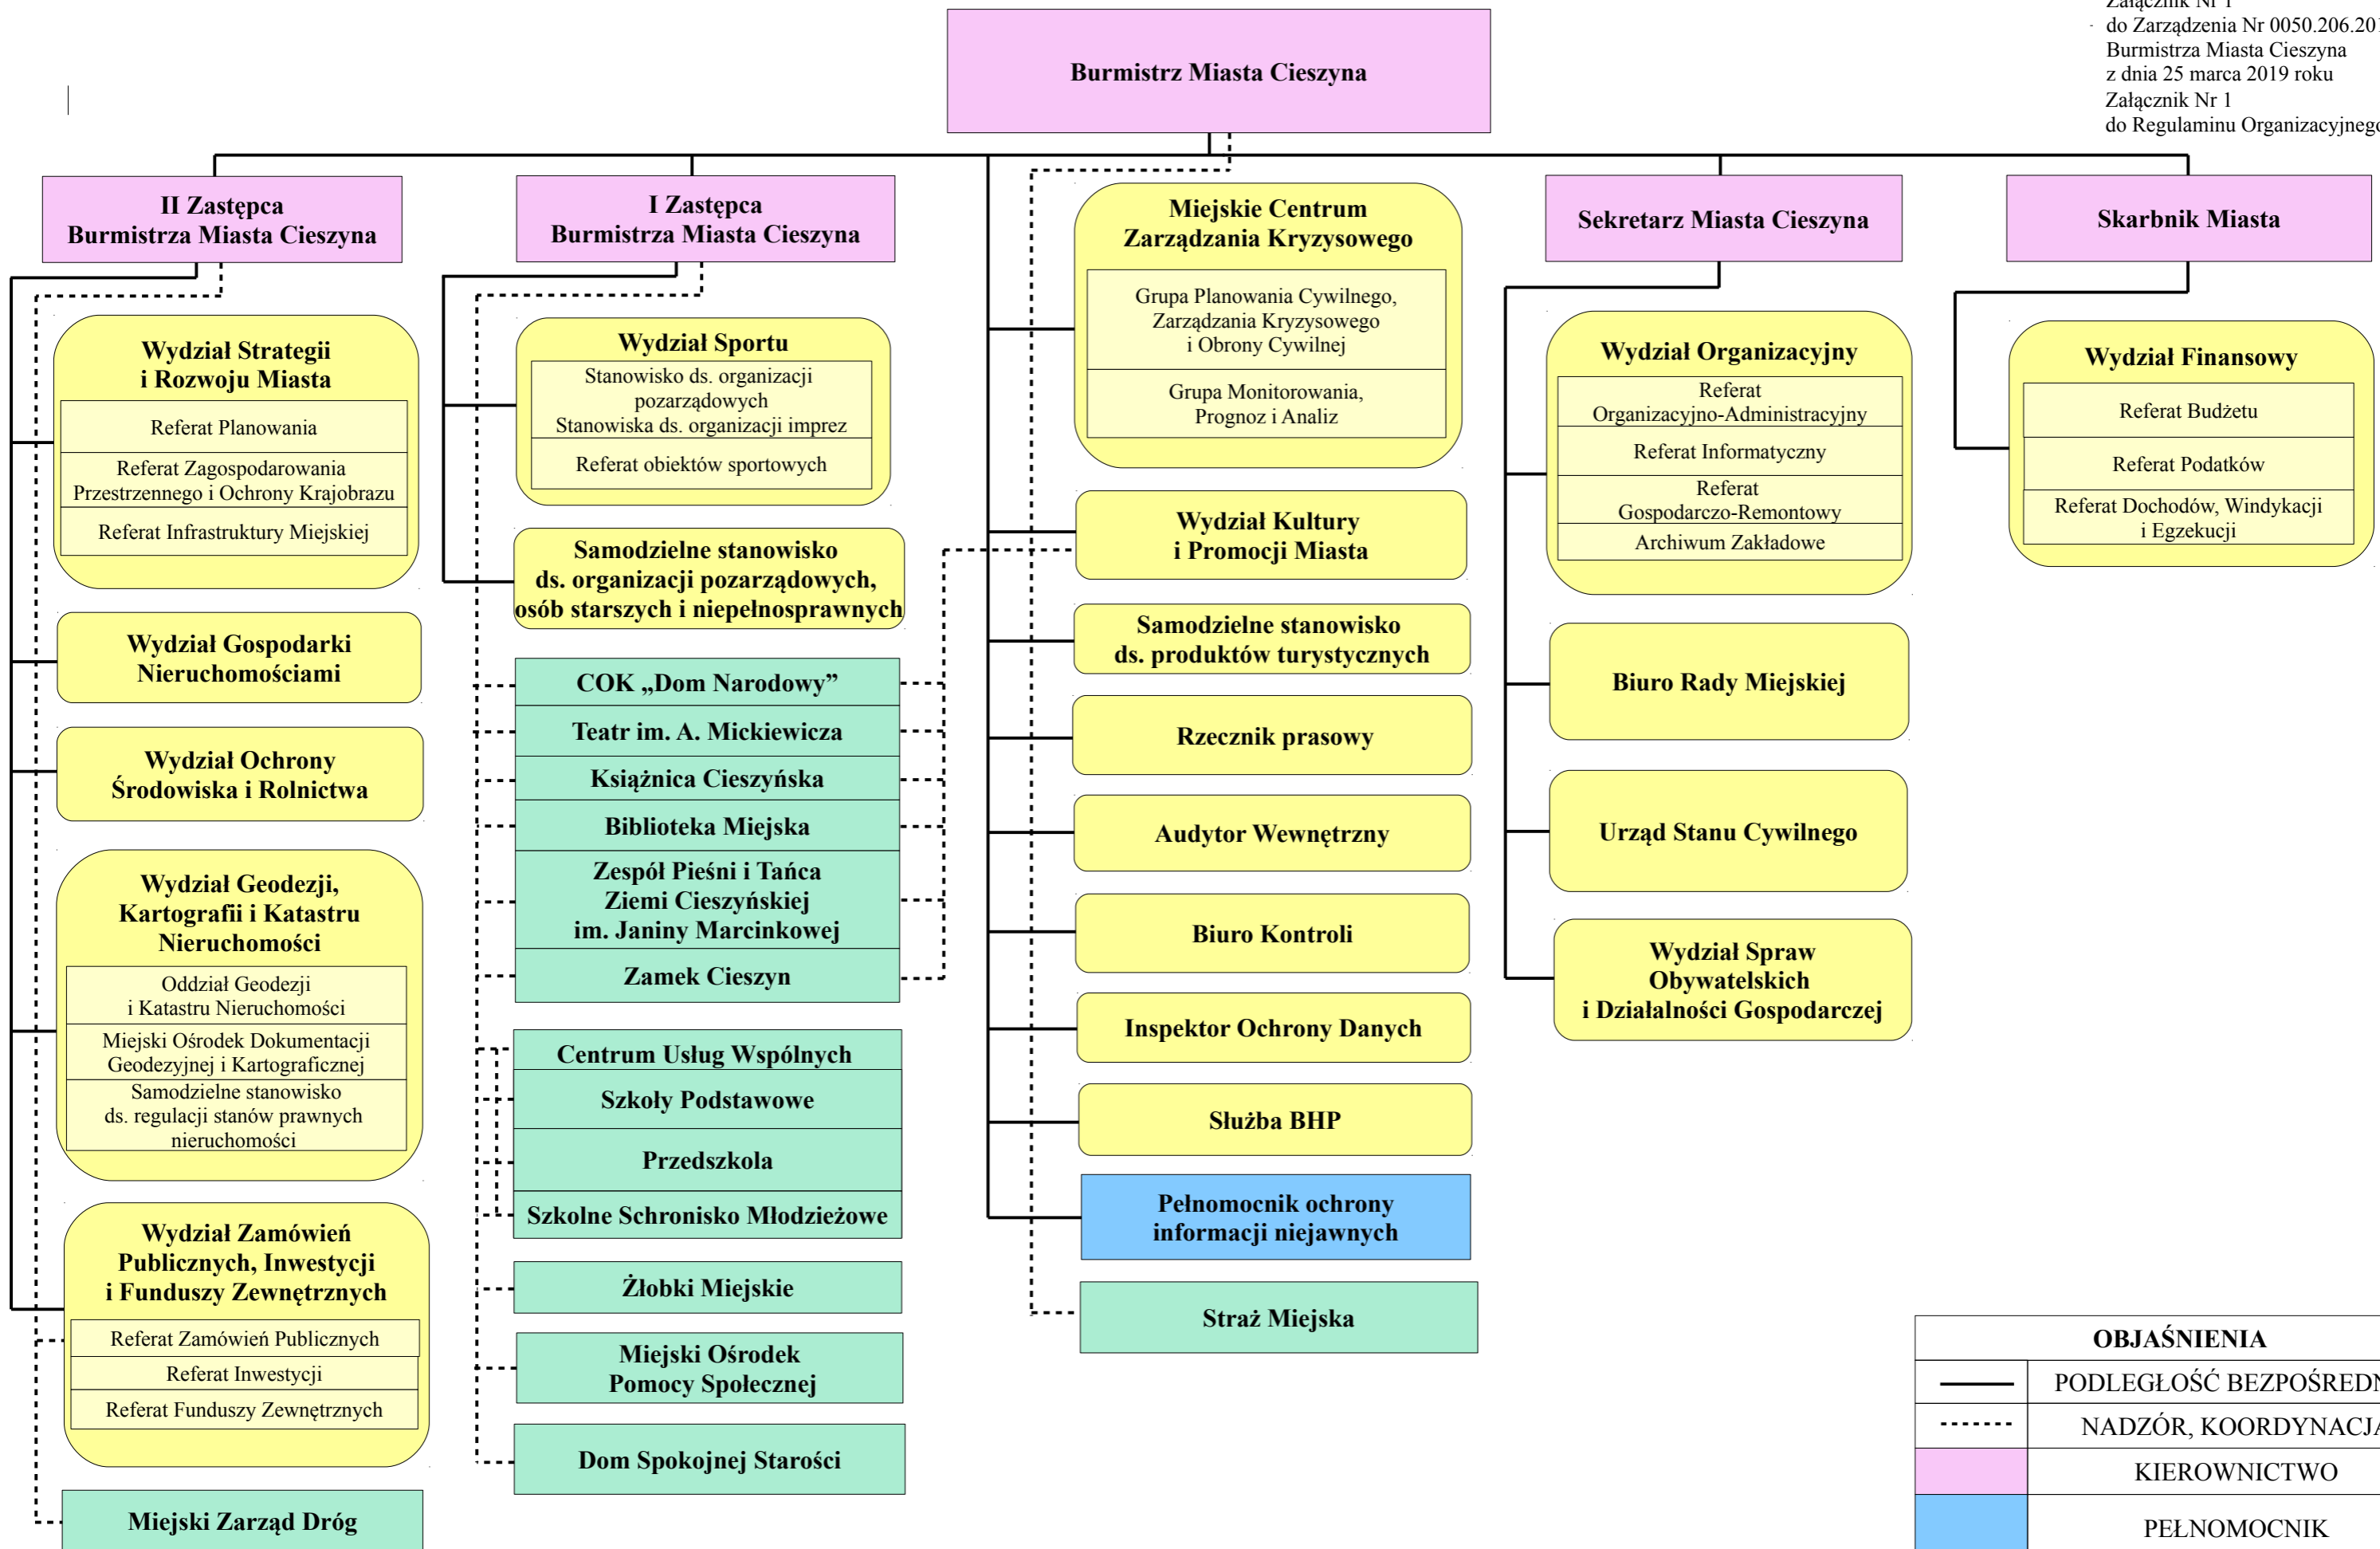 Załącznik Nr 1
do Zarządzenia Nr 0050.206.201
Burmistrza Miasta Cieszyna
z dnia 25 marca 2019 roku
Załącznik Nr 1
do Regulaminu Organizacyjnego
Burmistrz Miasta Cieszyna
II Zastępca
Burmistrza Miasta Cieszyna
I Zastępca
Burmistrza Miasta Cieszyna
Sekretarz Miasta Cieszyna
Skarbnik Miasta
Wydział Strategii
i Rozwoju Miasta
Referat Planowania
Referat Zagospodarowania
Przestrzennego i Ochrony Krajobrazu
Referat Infrastruktury Miejskiej
Wydział Gospodarki
Nieruchomościami
Wydział Ochrony
Środowiska i Rolnictwa
Wydział Geodezji,
Kartografii i Katastru
Nieruchomości
Oddział Geodezji
i Katastru Nieruchomości
Miejski Ośrodek Dokumentacji
Geodezyjnej i Kartograficznej
Samodzielne stanowisko
ds. regulacji stanów prawnych
nieruchomości
Wydział Zamówień
Publicznych, Inwestycji
i Funduszy Zewnętrznych
Referat Zamówień Publicznych
Referat Inwestycji
Referat Funduszy Zewnętrznych
Miejski Zarząd Dróg
Wydział Sportu
Stanowisko ds. organizacji
pozarządowych
Stanowiska ds. organizacji imprez
Referat obiektów sportowych
Samodzielne stanowisko
ds. organizacji pozarządowych,
osób starszych i niepełnosprawnych
COK „Dom Narodowy”
Teatr im. A. Mickiewicza
Książnica Cieszyńska
Biblioteka Miejska
Zespół Pieśni i Tańca
Ziemi Cieszyńskiej
im. Janiny Marcinkowej
Zamek Cieszyn
Centrum Usług Wspólnych
Szkoły Podstawowe
Przedszkola
Szkolne Schronisko Młodzieżowe
Żłobki Miejskie
Miejski Ośrodek
Pomocy Społecznej
Dom Spokojnej Starości
Miejskie Centrum
Zarządzania Kryzysowego
Grupa Planowania Cywilnego,
Zarządzania Kryzysowego
i Obrony Cywilnej
Grupa Monitorowania,
Prognoz i Analiz
Wydział Kultury
i Promocji Miasta
Samodzielne stanowisko
ds. produktów turystycznych
Rzecznik prasowy
Audytor Wewnętrzny
Biuro Kontroli
Inspektor Ochrony Danych
Służba BHP
Pełnomocnik ochrony
informacji niejawnych
Straż Miejska
Wydział Organizacyjny
Referat
Organizacyjno-Administracyjny
Referat Informatyczny
Referat
Gospodarczo-Remontowy
Archiwum Zakładowe
Biuro Rady Miejskiej
Urząd Stanu Cywilnego
Wydział Spraw
Obywatelskich
i Działalności Gospodarczej
Wydział Finansowy
Referat Budżetu
Referat Podatków
Referat Dochodów, Windykacji
i Egzekucji
OBJAŚNIENIA
PODLEGŁOŚĆ BEZPOŚREDN
NADZÓR, KOORDYNACJA
KIEROWNICTWO
PEŁNOMOCNIK